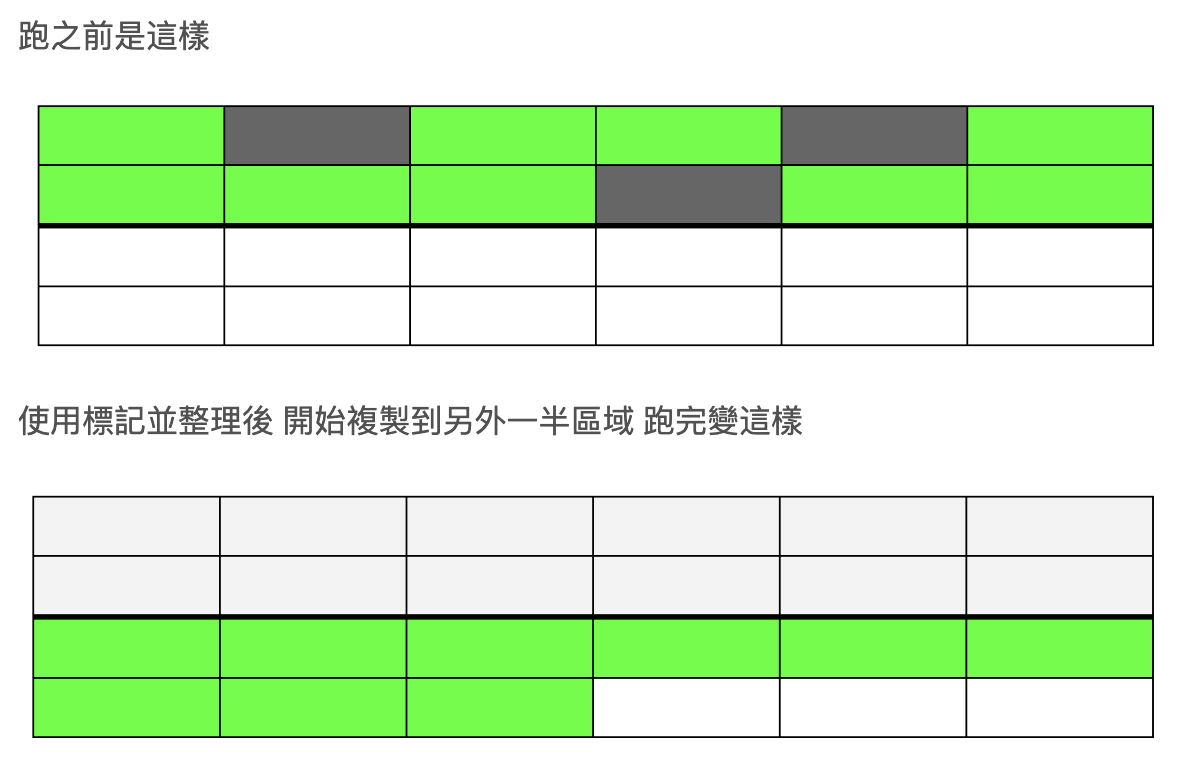 跑之前是這樣
使用標記並整理後 開始複製到另外一半區域 跑完變這樣